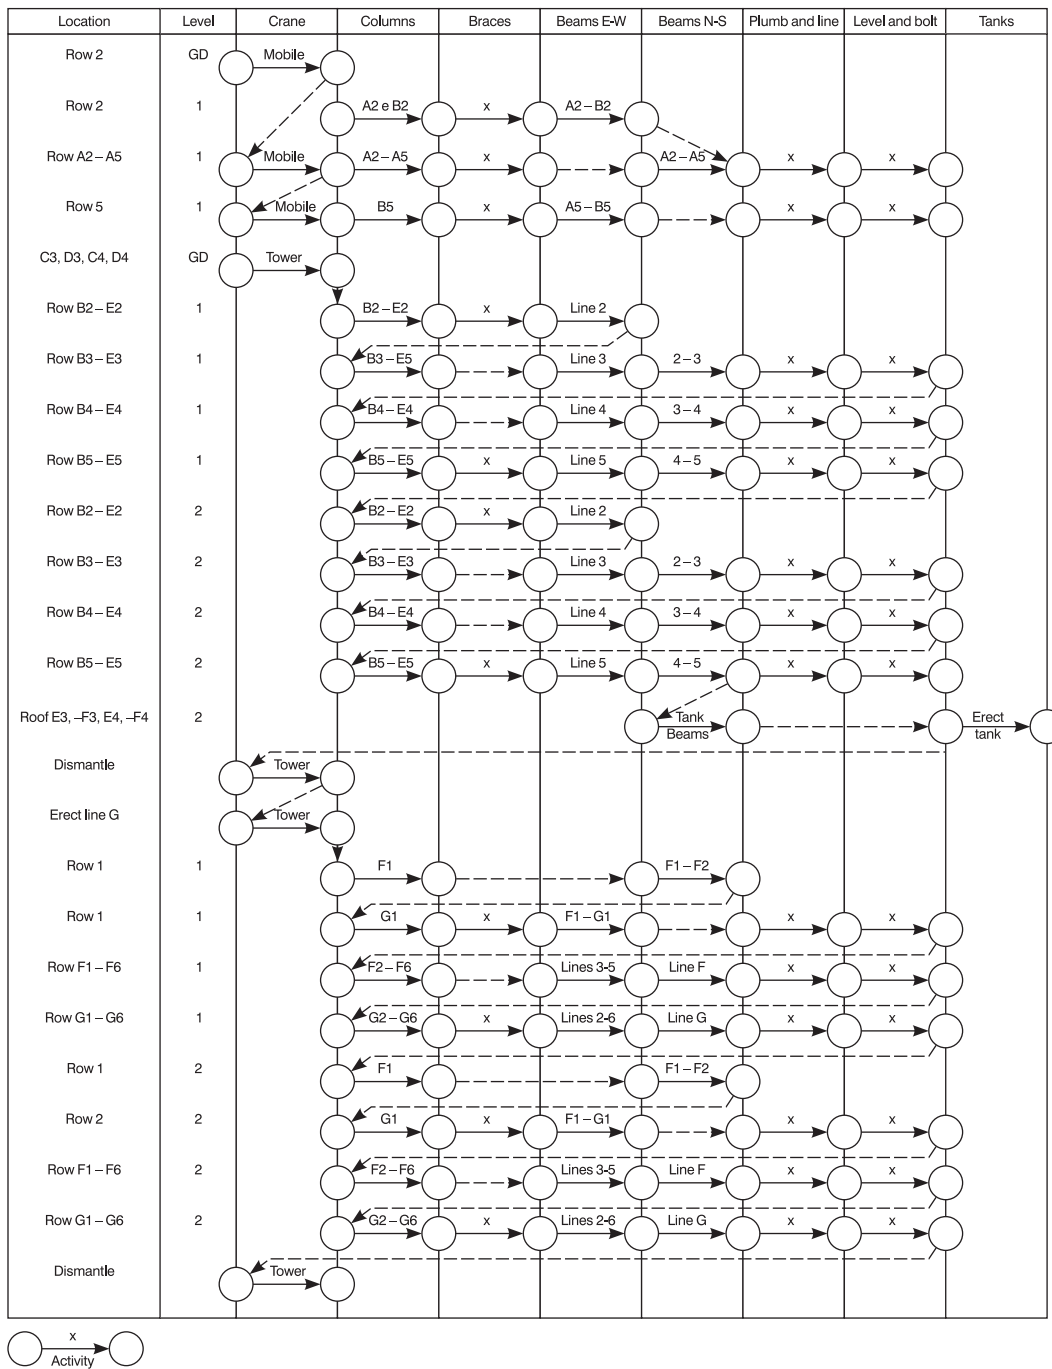 Location Level Crane Columns Braces Beams E-W Beams N-S Plumb and line Level and bolt Tanks
Row 2 GD Mobile
Row 2 1 A2 e B2 x A2–B2
Row A2–A5 1 Mobile A2–A5 x A2–A5 x x
Row 5 1 Mobile B5 x A5–B5 x x
C3, D3, C4, D4 GD Tower
Row B2–E2 1 B2–E2 x Line 2
Row B3–E3 1 B3–E5 Line 3 2–3 x x
Row B4–E4 1 B4–E4 Line 4 3–4 x x
Row B5–E5 1 B5–E5 x Line 5 4–5 x x
Row B2–E2 2 B2–E2 x Line 2
Row B3–E3 2 B3–E3 Line 3 2–3 x x
Row B4–E4 2 B4–E4 Line 4 3–4 x x
Row B5–E5 2 B5–E5 x Line 5 4–5 x x
Roof E3, –F3, E4, –F4 2 Tank Beams Erect tank
Dismantle Tower
Erect line G Tower
Row 1 1 F1 F1–F2
Row 1 1 G1 x F1–G1 x x
Row F1–F6 1 F2–F6 Lines 3-5 Line F x x
Row G1–G6 1 G2–G6 x Lines 2-6 Line G x x
Row 1 2 F1 F1–F2
Row 2 2 G1 x F1–G1 x x
Row F1–F6 2 F2–F6 Lines 3-5 Line F x x
Row G1–G6 2 G2–G6 x Lines 2-6 Line G x x
Dismantle Tower
x
Activity